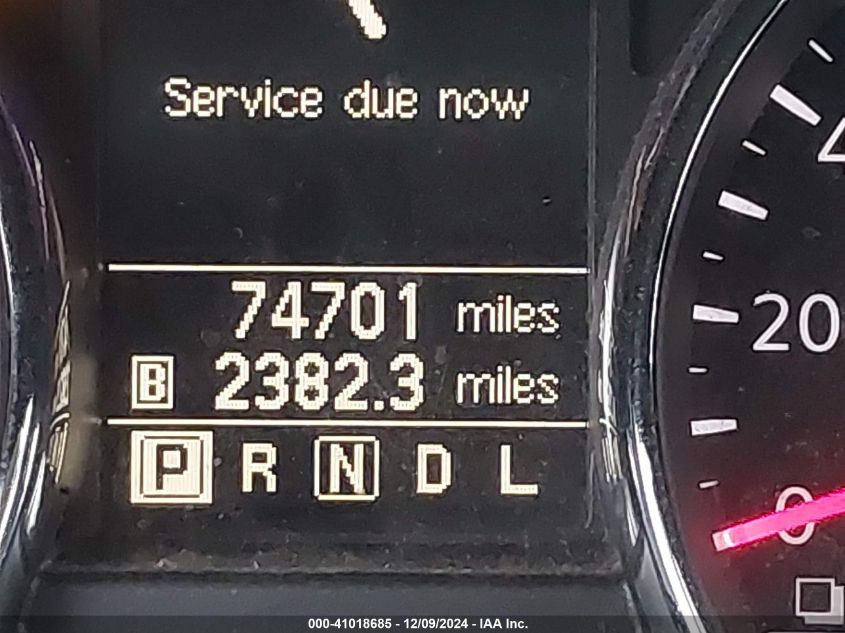 Service due now
74701 miles
B 2382.3 miles
P R N D L
20
0
000-41018685 - 12/09/2024 - IAA Inc.